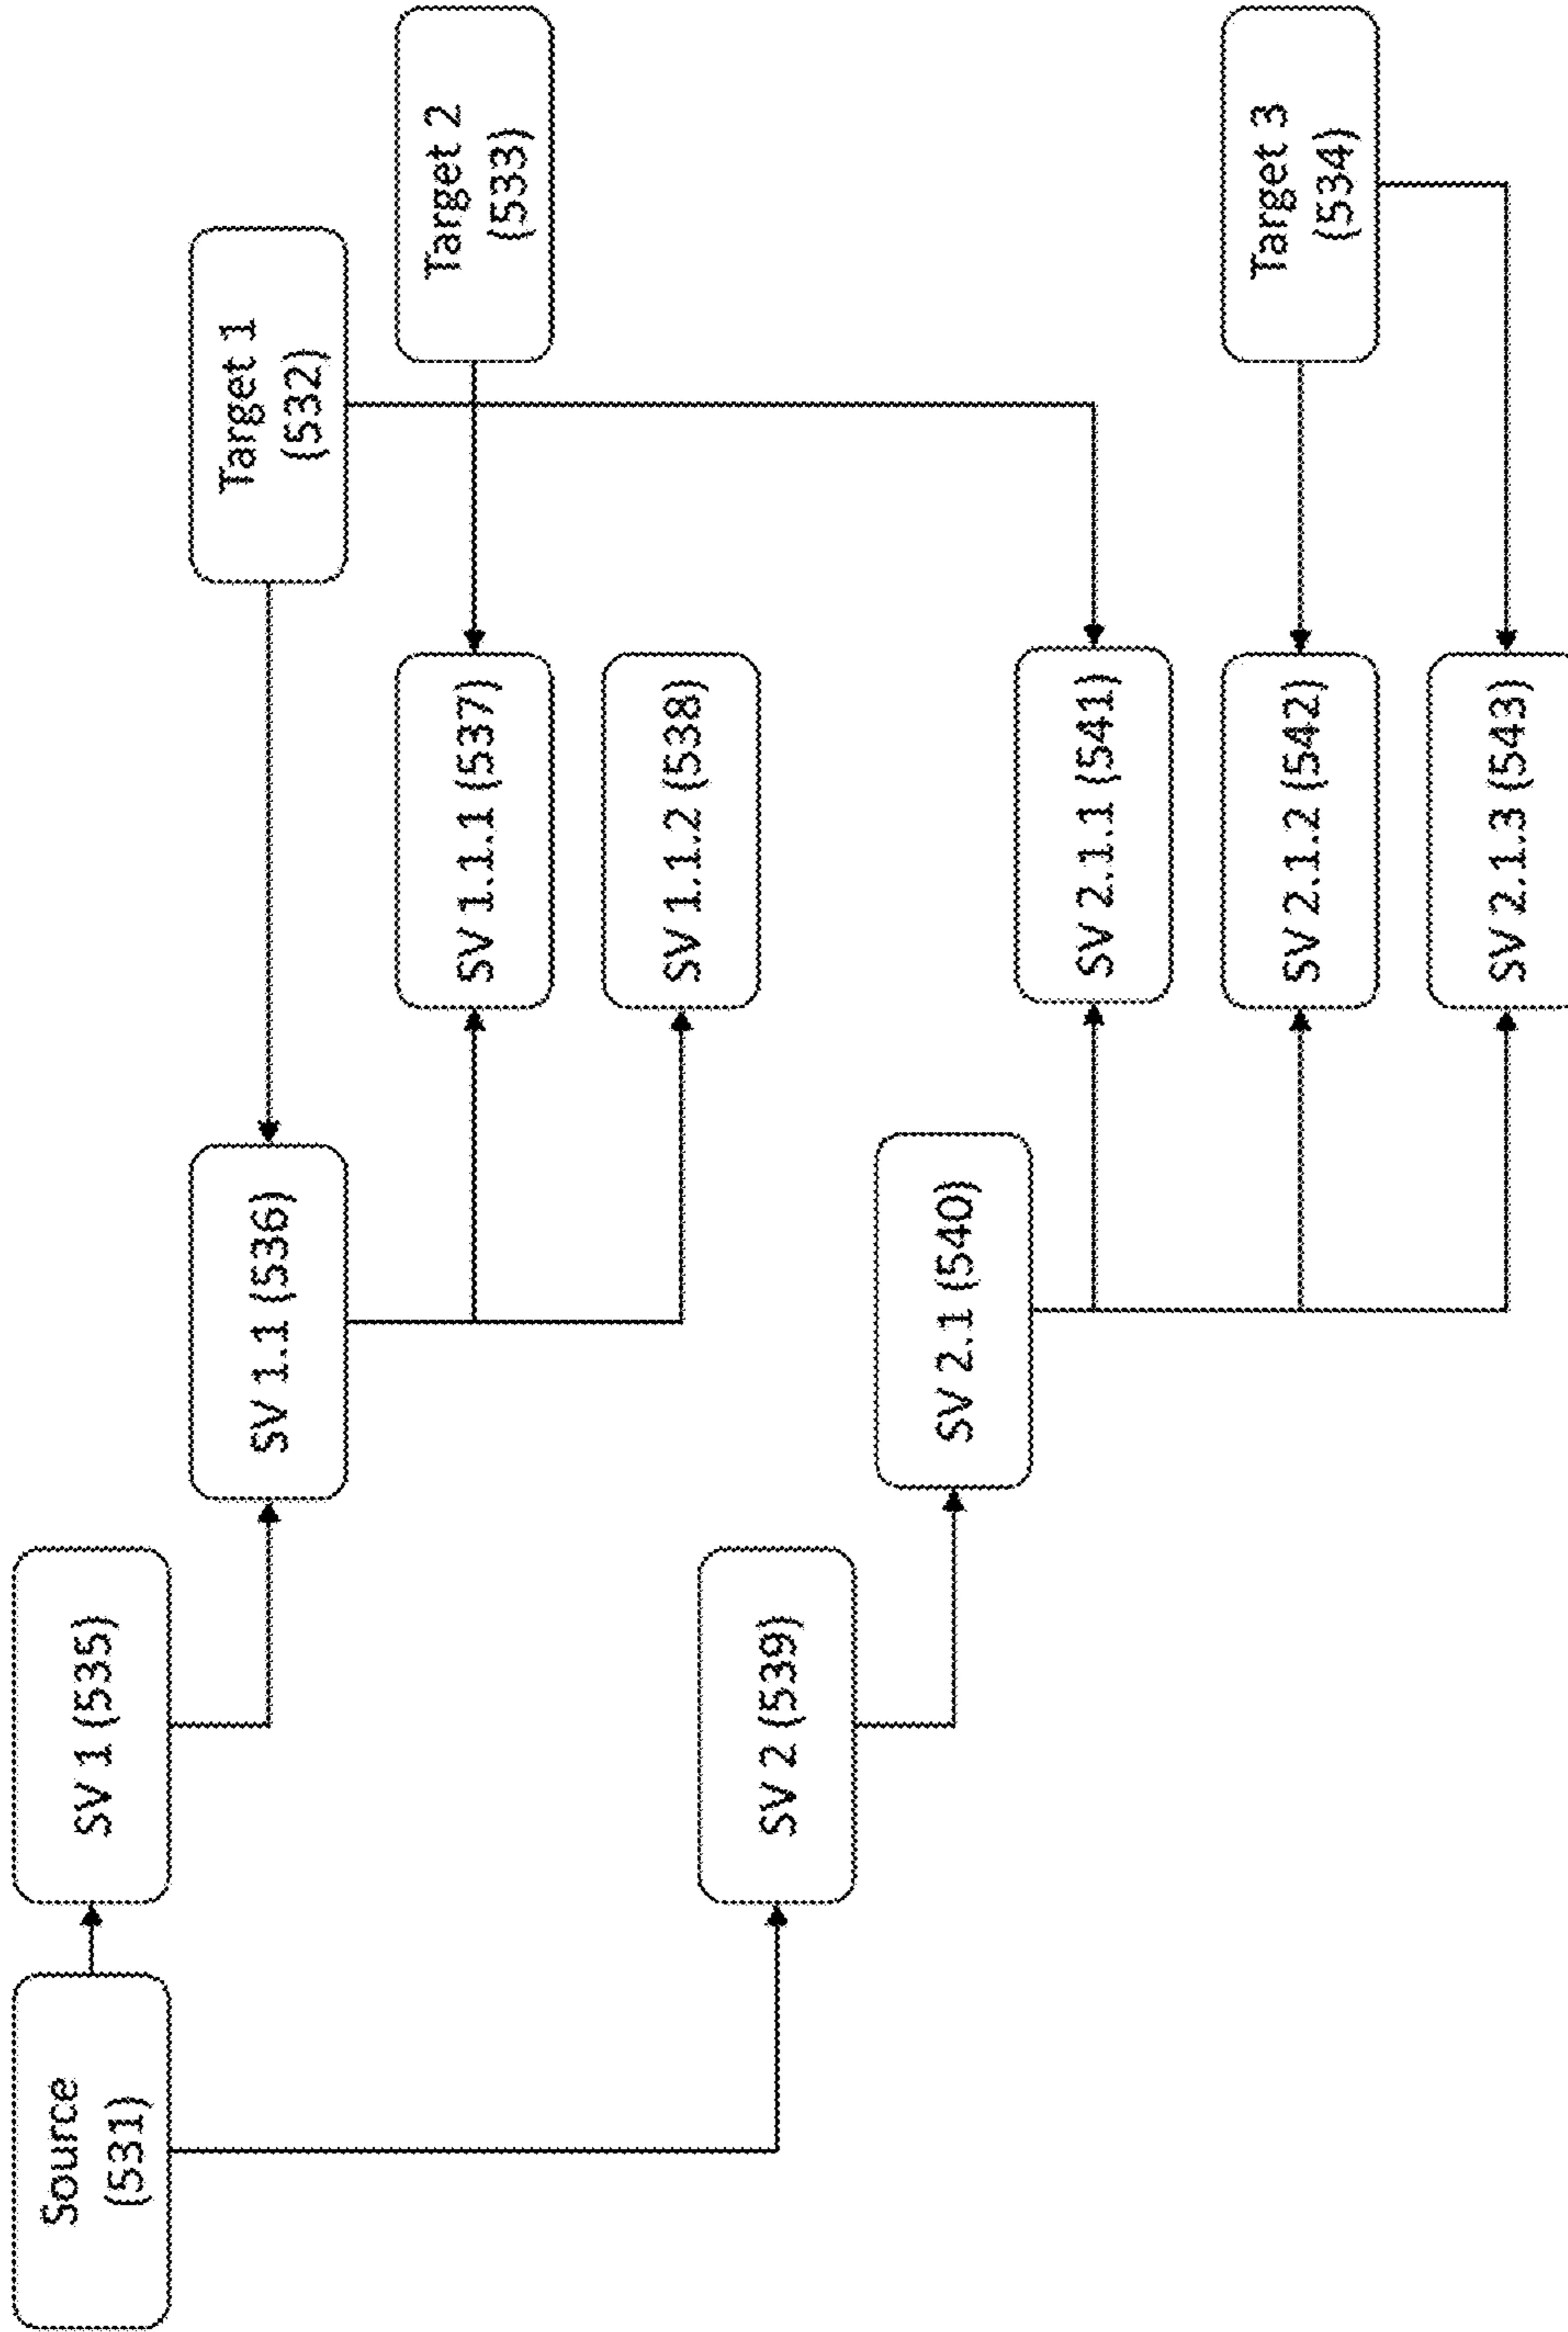 Source
(531)
SV 1 (535)
SV 1.1 (536)
Target 1
(532)
SV 1.1.1 (537)
Target 2
(533)
SV 1.1.2 (538)
SV 2 (539)
SV 2.1 (540)
SV 2.1.1 (541)
SV 2.1.2 (542)
Target 3
(534)
SV 2.1.3 (543)